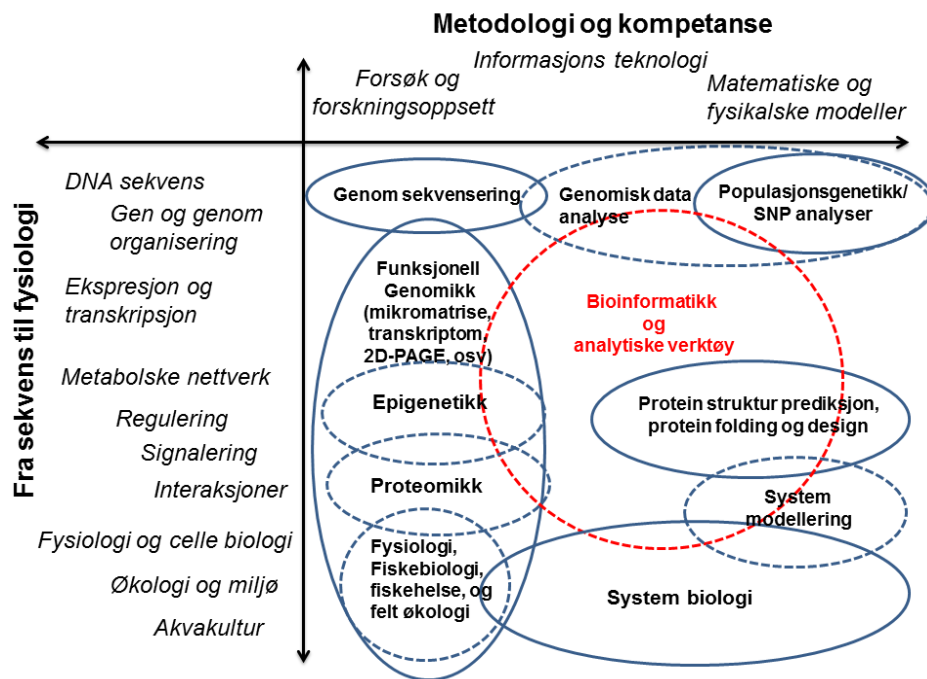 Metodologi og kompetanse
Informasjons teknologi
Forsøk og
forskningsoppsett
Matematiske og
fysikalske modeller
Fra sekvens til fysiologi
DNA sekvens
Gen og genom
organisering
Ekspresjon og
transkripsjon
Metabolske nettverk
Regulering
Signalering
Interaksjoner
Fysiologi og celle biologi
Økologi og miljø
Akvakultur
Genom sekvensering
Genomisk data
analyse
Populasjonsgenetikk/
SNP analyser
Funksjonell
Genomikk
(mikromatrise,
transkriptom,
2D-PAGE, osv)
Bioinformatikk
og
analytiske verktøy
Epigenetikk
Protein struktur prediksjon,
protein folding og design
Proteomikk
System
modellering
Fysiologi,
Fiskebiologi,
fiskehelse, og
felt økologi
System biologi